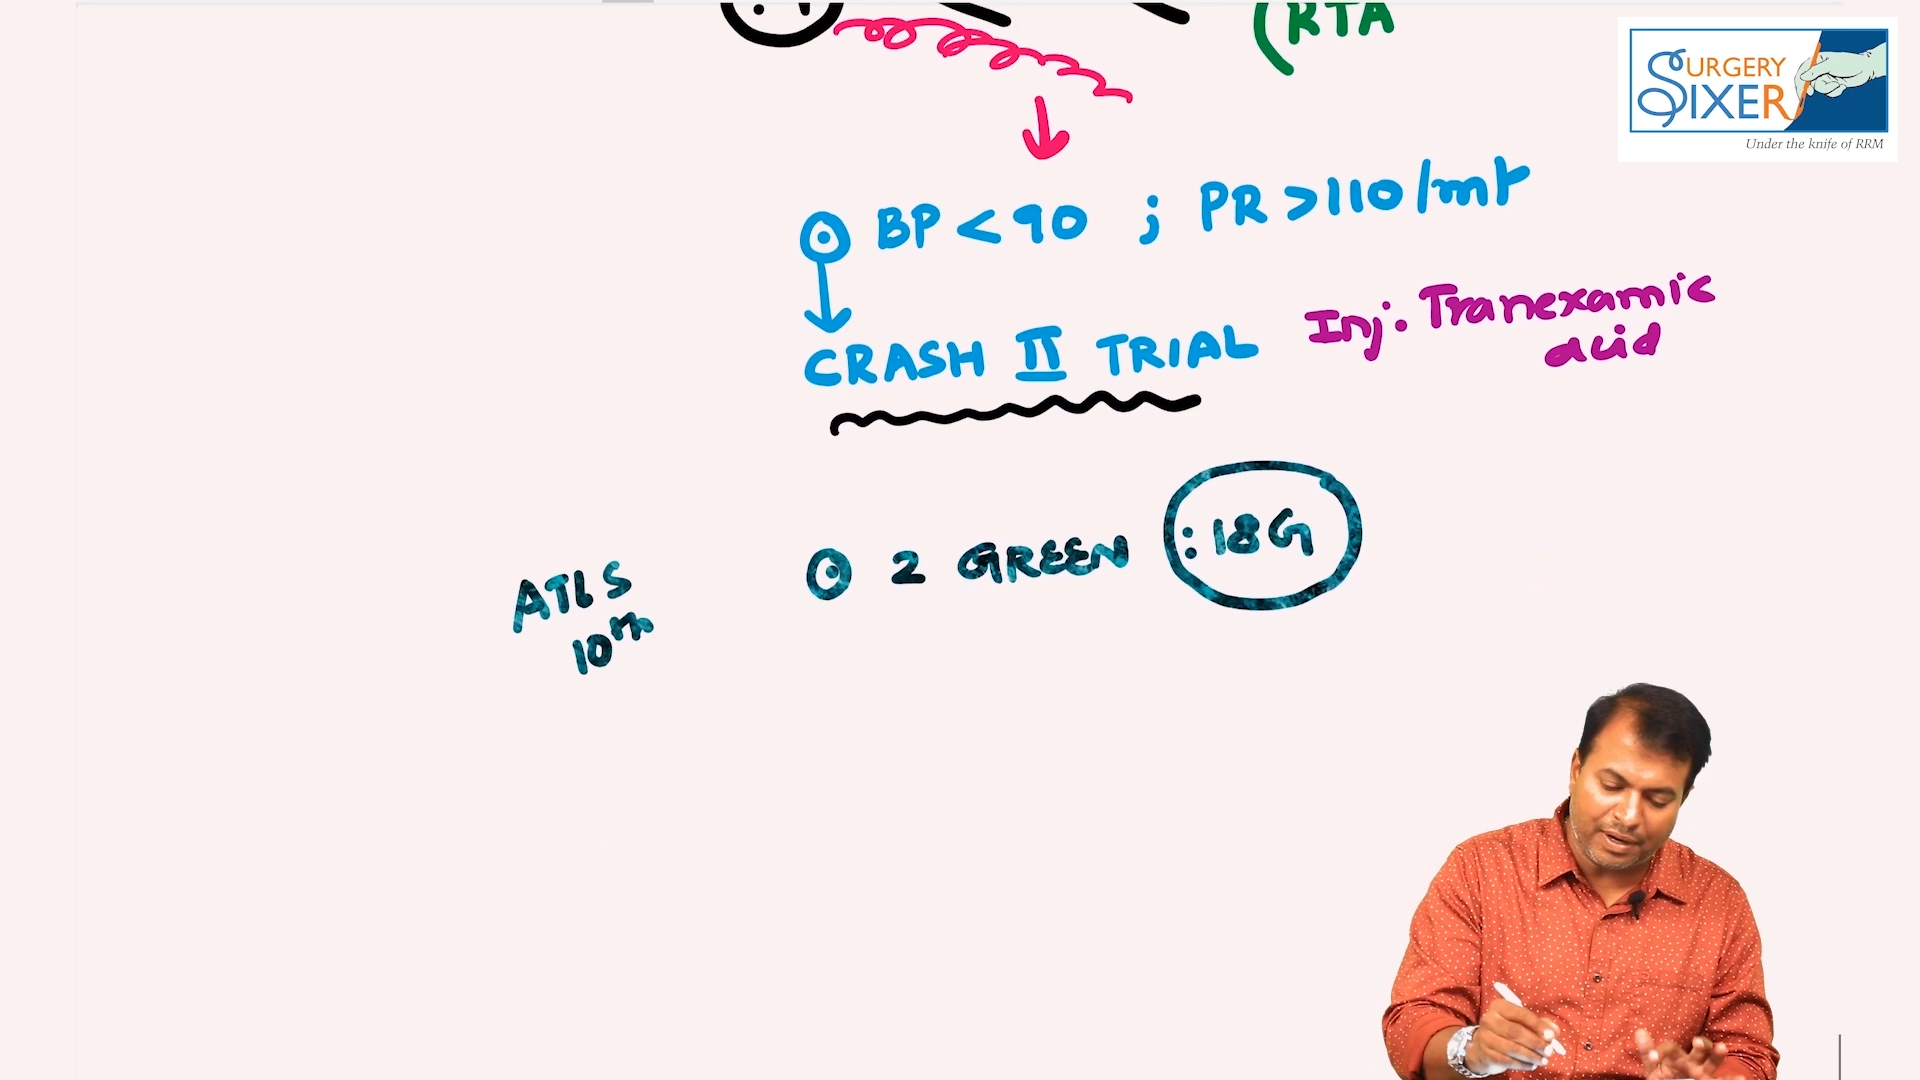 (RTA
SURGERY
SIXER
Under the knife of RRM
BP < 90 ; PR > 110/mt
CRASH II TRIAL
Inj. Tranexamic
acid
2 GREEN : 18G
ATLS
10th